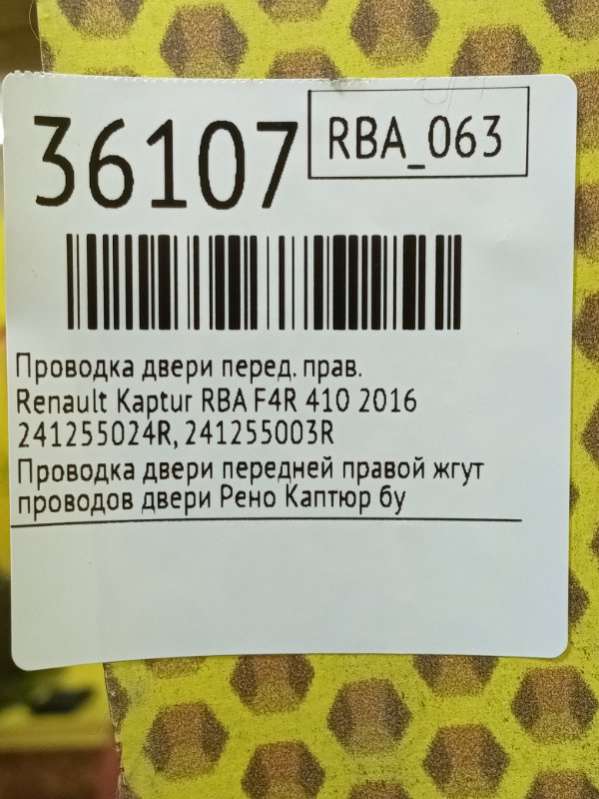 36107
RBA_063
Проводка двери перед. прав.
Renault Kaptur RBA F4R 410 2016
241255024R, 241255003R
Проводка двери передней правой жгут
проводов двери Рено Каптюр бу